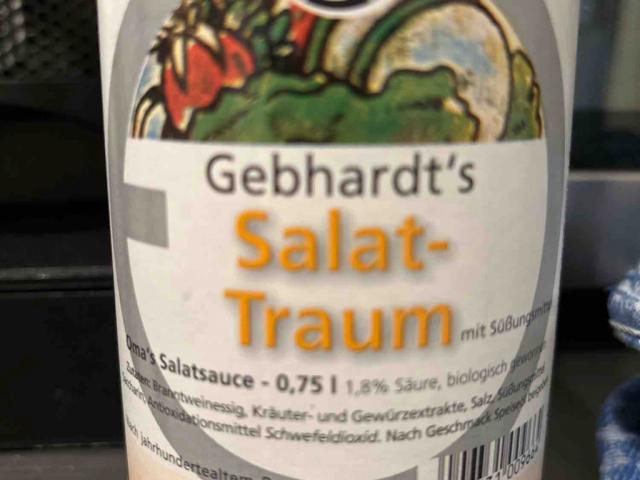 Gebhardt's
Salat-
Traum mit Süßungsmittel
Oma's Salatsauce - 0,75 l 1,8% Säure, biologisch gewonnen
Zutaten: Branntweinessig, Kräuter- und Gewürzextrakte, Salz, Süßungsmittel
Saccharin, Antioxidationsmittel Schwefeldioxid. Nach Geschmack Speiseöl beigeben
Nach jahrhundertealtem